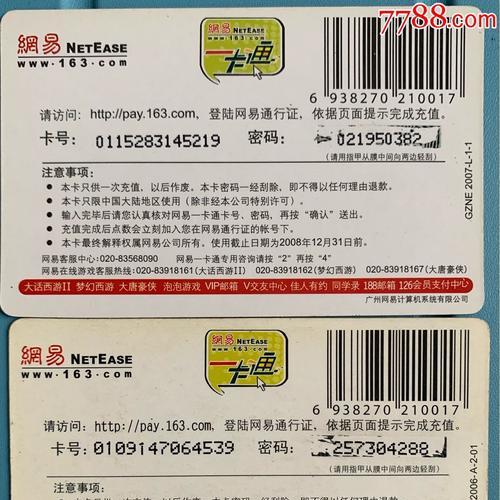 7788.com
網易 NETEASE
www.163.com
一卡通
6 938270 210017
请访问：http://pay.163.com，登陆网易通行证，依据页面提示完成充值。
卡号： 0115283145219 密码： 021950382
(请用指甲从膜中间向两边轻刮)
注意事项：
● 本卡只供一次充值，以后作废。本卡密码一经刮除，即不得以任何理由退款。
● 本卡只限中国大陆地区使用（除非经本公司特别许可）。
● 输入完毕后请您认真核对网易一卡通卡号、密码，再按“确认”送出。
● 充值完成后点数会立刻加入您在网易通行证的帐号下。
● 本卡最终解释权属网易公司所有。使用截止日期为2008年12月31日前。
网易客服中心：020-83568090 网易一卡通专用咨询请按“2”再按“4”
网易在线游戏客服热线：020-83918161(大话西游II) 020-83918162(梦幻西游) 020-83918167(大唐豪侠)
大话西游II 梦幻西游 大唐豪侠 泡泡游戏 VIP邮箱 V交友中心 佳人有约 同学录 188邮箱 126会员支付中心
广州网易计算机系统有限公司
GZNE 2007-L-1-1
網易 NETEASE
www.163.com
一卡通
6 938270 210017
请访问：http://pay.163.com，登陆网易通行证，依据页面提示完成充值。
卡号： 0109147064539 密码： 257304288
(请用指甲从膜中间向两边轻刮)
注意事项：
2006-A-2-01